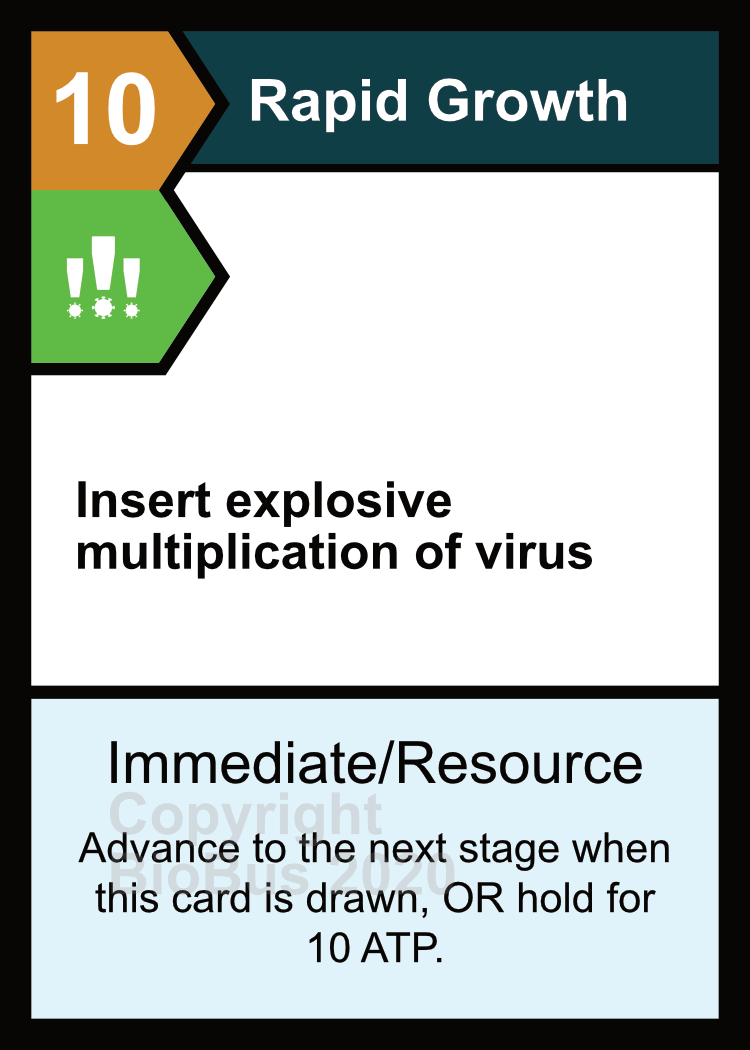 10
Rapid Growth
!!!
Insert explosive
multiplication of virus
Immediate/Resource
Copyright
BioBus 2020
Advance to the next stage when
this card is drawn, OR hold for
10 ATP.